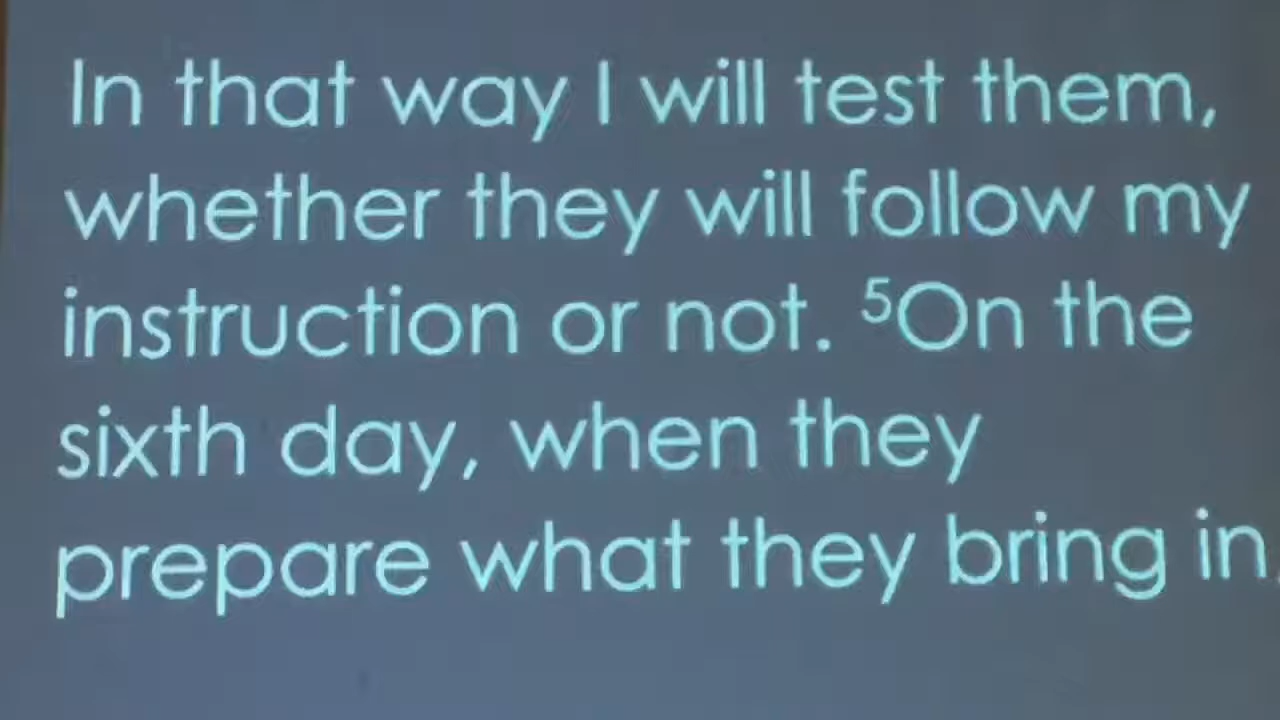 In that way I will test them,
whether they will follow my
instruction or not. ⁵On the
sixth day, when they
prepare what they bring in,